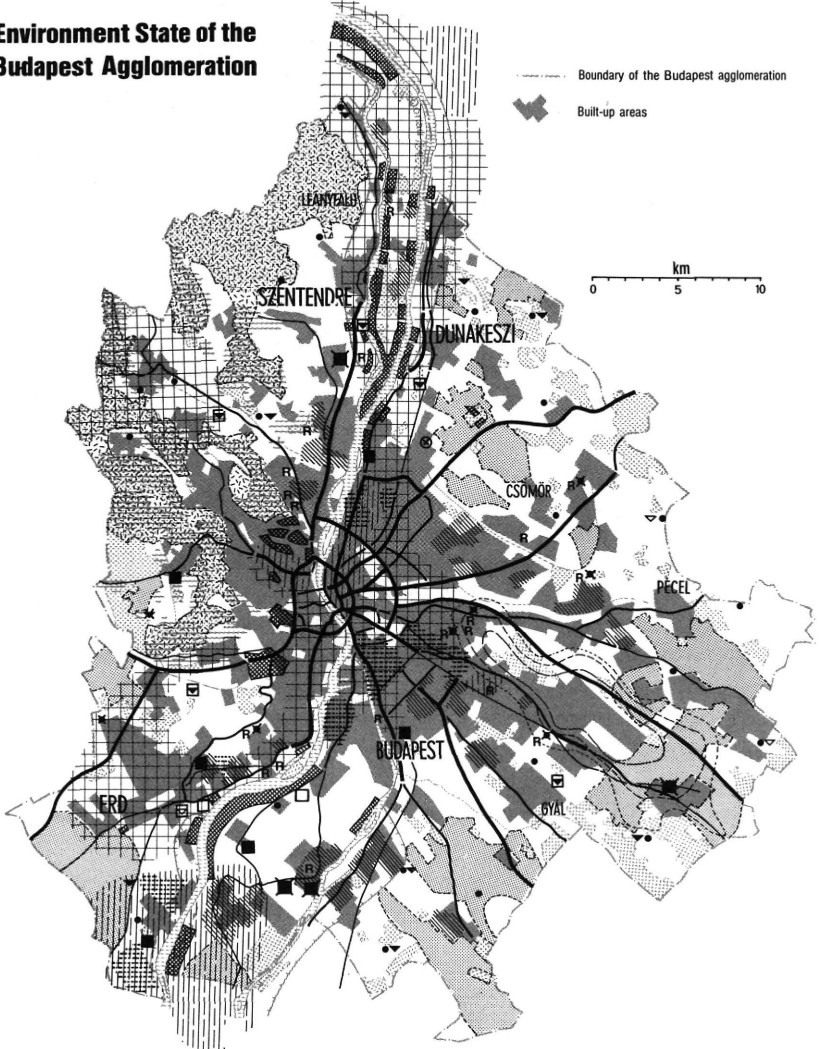 Environment State of the
Budapest Agglomeration
Boundary of the Budapest agglomeration
Built-up areas
km
0 5 10
LEÁNYFALU
SZENTENDRE
DUNAKESZI
R
R
R
CSÖMÖR
R
R
R
R
R
PÉCEL
R
R
R
R
R
R
R
BUDAPEST
R
R
R
ERD
GYÁL
R